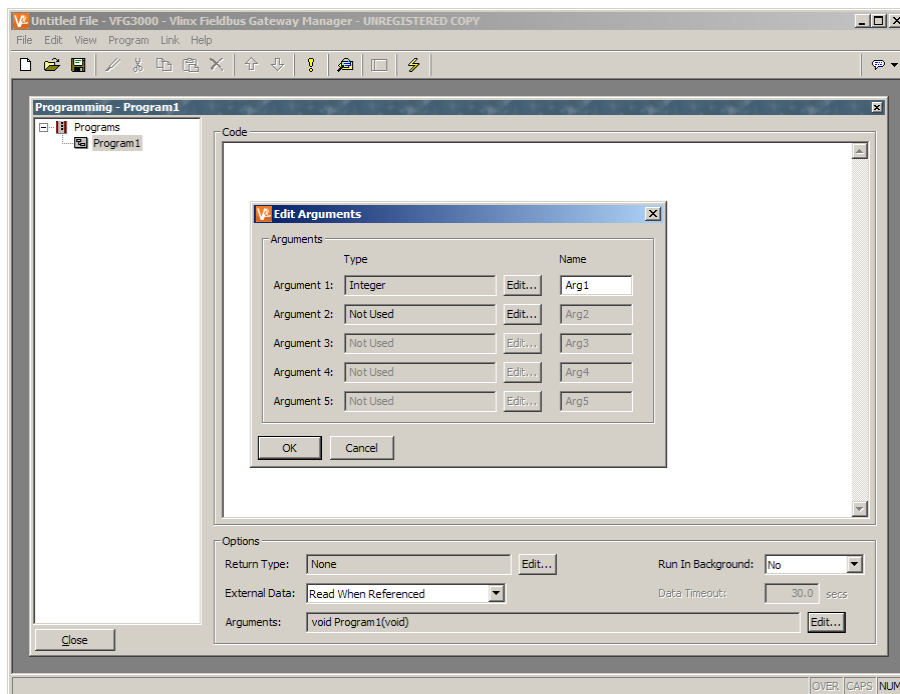 Untitled File - VFG3000 - Vlinx Fieldbus Gateway Manager - UNREGISTERED COPY
File Edit View Program Link Help
Programming - Program1
Programs
Program1
Code
Edit Arguments
Arguments
Type Name
Argument 1: Integer Edit... Arg1
Argument 2: Not Used Edit... Arg2
Argument 3: Not Used Edit... Arg3
Argument 4: Not Used Edit... Arg4
Argument 5: Not Used Edit... Arg5
OK Cancel
Options
Return Type: None Edit... Run In Background: No
External Data: Read When Referenced Data Timeout: 30.0 secs
Arguments: void Program1(void) Edit...
Close
OVER CAPS NUM